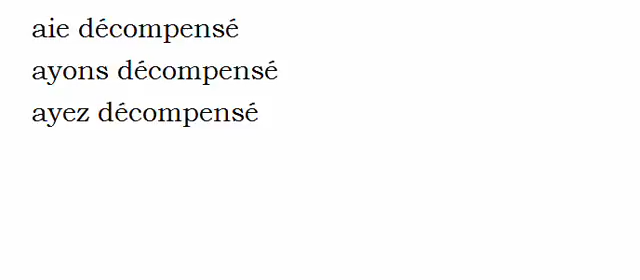 aie décompensé
ayons décompensé
ayez décompensé